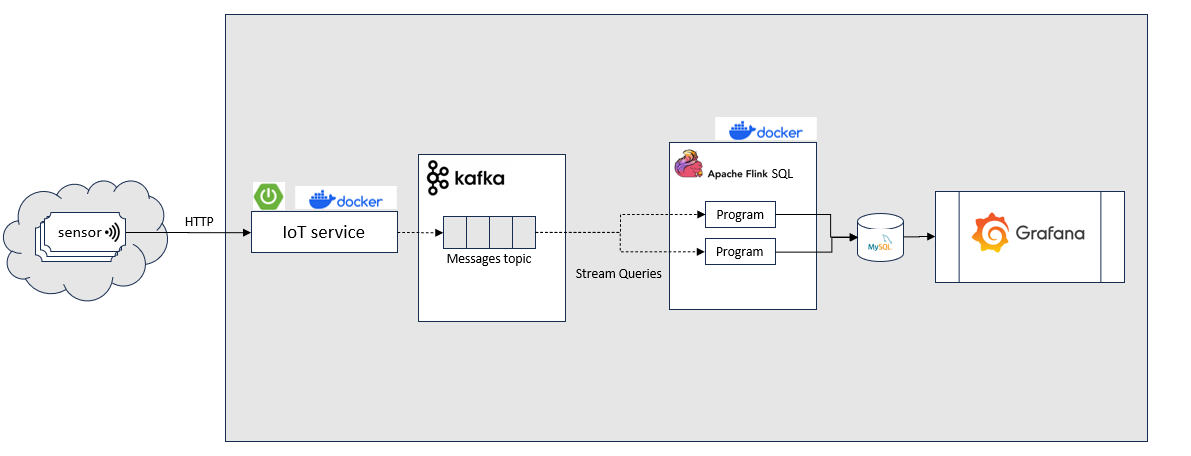 sensor
HTTP
docker
IoT service
kafka
Messages topic
Stream Queries
docker
Apache Flink SQL
Program
Program
MySQL
Grafana